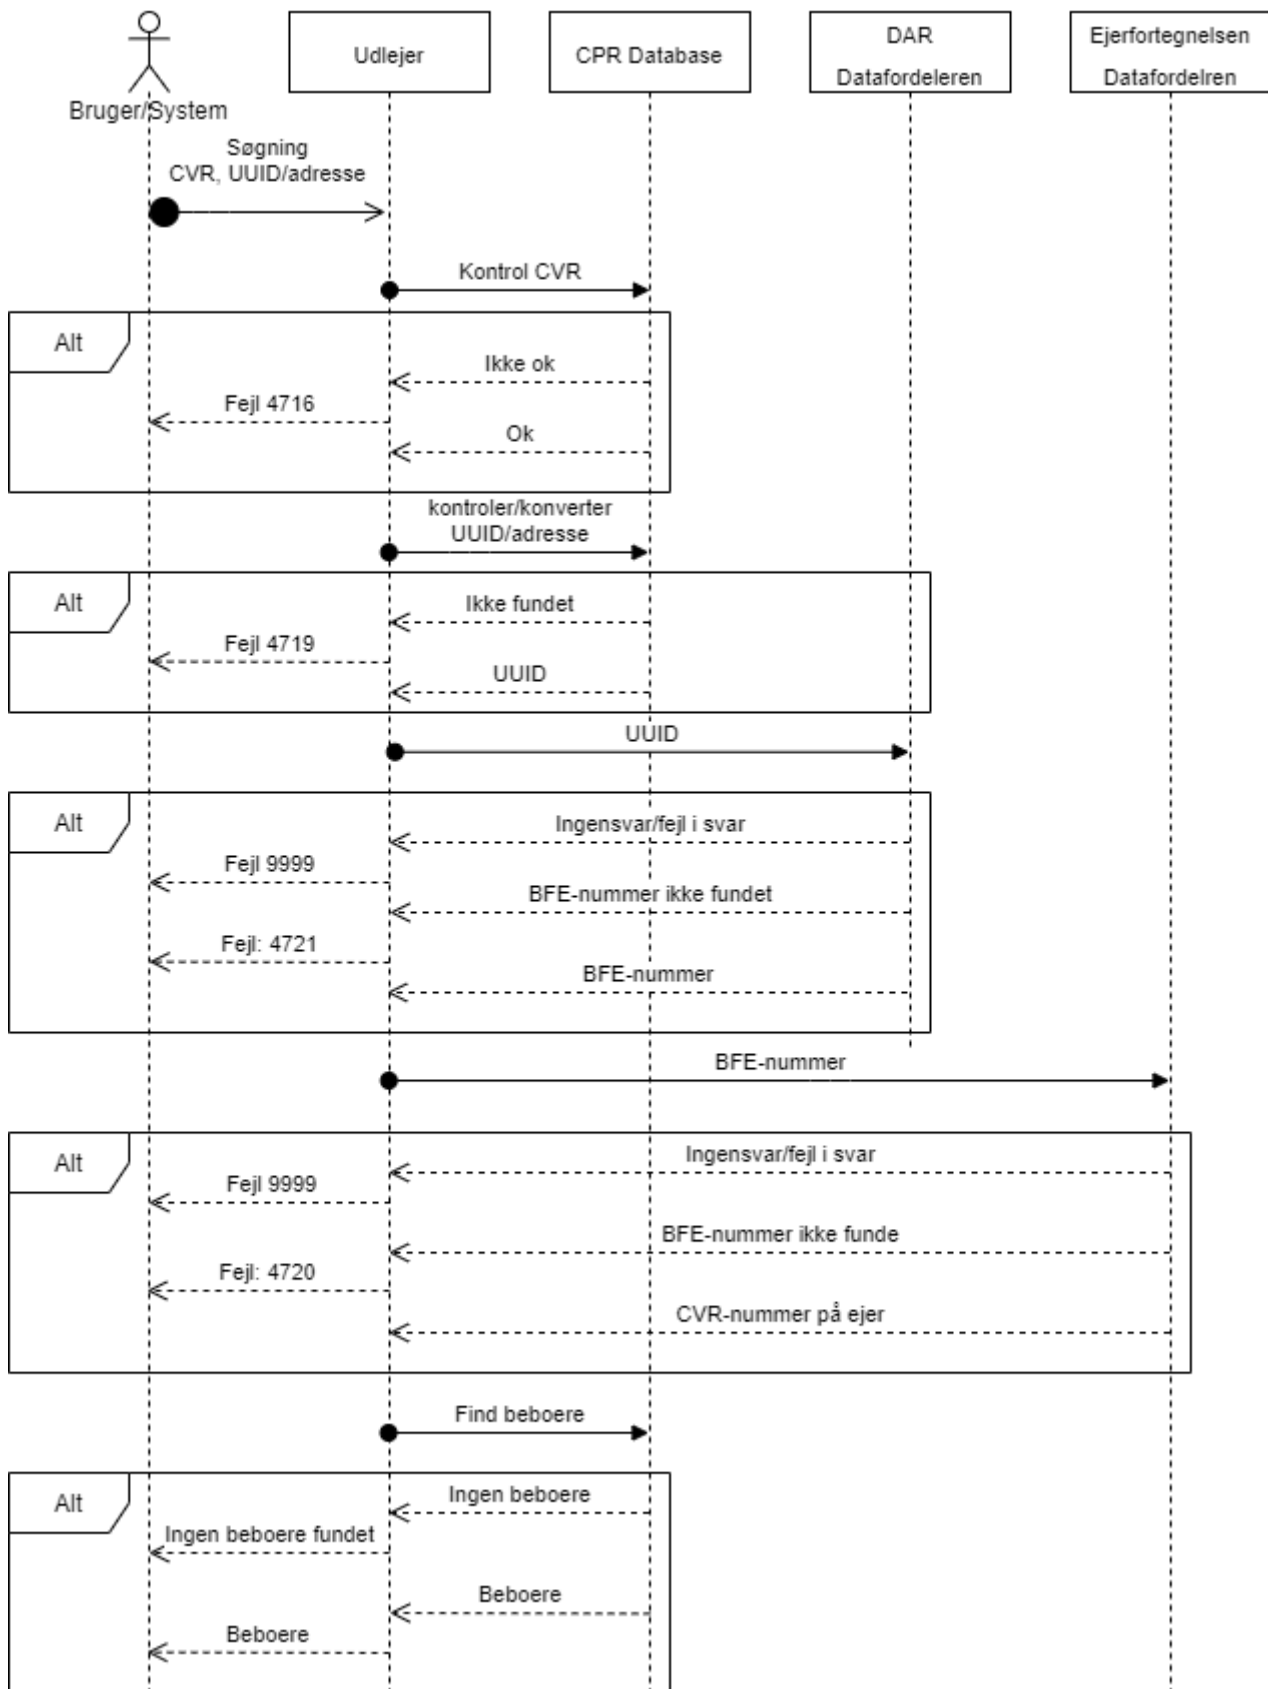 Bruger/System
Udlejer
CPR Database
DAR
Datafordeleren
Ejerfortegnelsen
Datafordelren
Søgning
CVR, UUID/adresse
Kontrol CVR
Alt
Ikke ok
Fejl 4716
Ok
kontroler/konverter
UUID/adresse
Alt
Ikke fundet
Fejl 4719
UUID
UUID
Alt
Ingensvar/fejl i svar
Fejl 9999
BFE-nummer ikke fundet
Fejl: 4721
BFE-nummer
BFE-nummer
Alt
Ingensvar/fejl i svar
Fejl 9999
BFE-nummer ikke funde
Fejl: 4720
CVR-nummer på ejer
Find beboere
Alt
Ingen beboere
Ingen beboere fundet
Beboere
Beboere